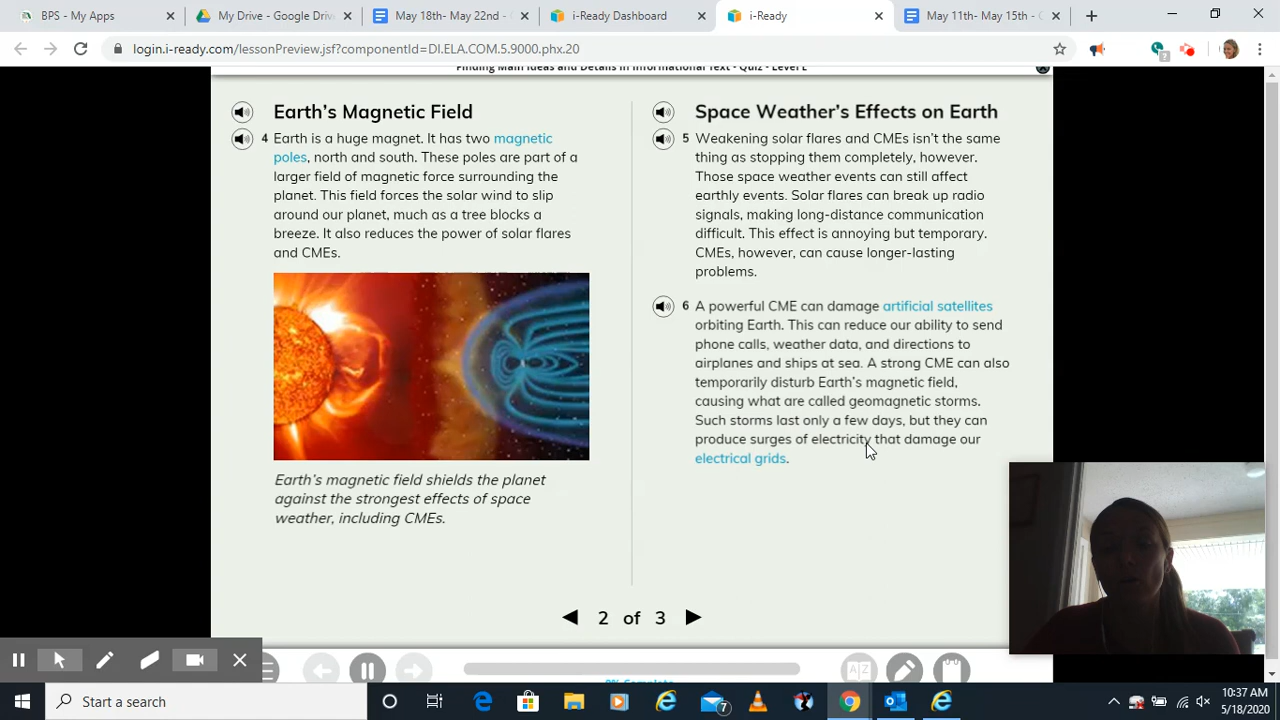 BPS - My Apps
My Drive - Google Driv
May 18th- May 22nd - G
i-Ready Dashboard
i-Ready
May 11th- May 15th - G
login.i-ready.com/lessonPreview.jsf?componentId=DI.ELA.COM.5.9000.phx.20
Finding Main Ideas and Details in Informational Text - Quiz - Level E
Earth's Magnetic Field
4 Earth is a huge magnet. It has two magnetic
poles, north and south. These poles are part of a
larger field of magnetic force surrounding the
planet. This field forces the solar wind to slip
around our planet, much as a tree blocks a
breeze. It also reduces the power of solar flares
and CMEs.
Earth's magnetic field shields the planet
against the strongest effects of space
weather, including CMEs.
Space Weather's Effects on Earth
5 Weakening solar flares and CMEs isn't the same
thing as stopping them completely, however.
Those space weather events can still affect
earthly events. Solar flares can break up radio
signals, making long-distance communication
difficult. This effect is annoying but temporary.
CMEs, however, can cause longer-lasting
problems.
6 A powerful CME can damage artificial satellites
orbiting Earth. This can reduce our ability to send
phone calls, weather data, and directions to
airplanes and ships at sea. A strong CME can also
temporarily disturb Earth's magnetic field,
causing what are called geomagnetic storms.
Such storms last only a few days, but they can
produce surges of electricity that damage our
electrical grids.
2 of 3
0% Complete
Start a search
7
10:37 AM
5/18/2020